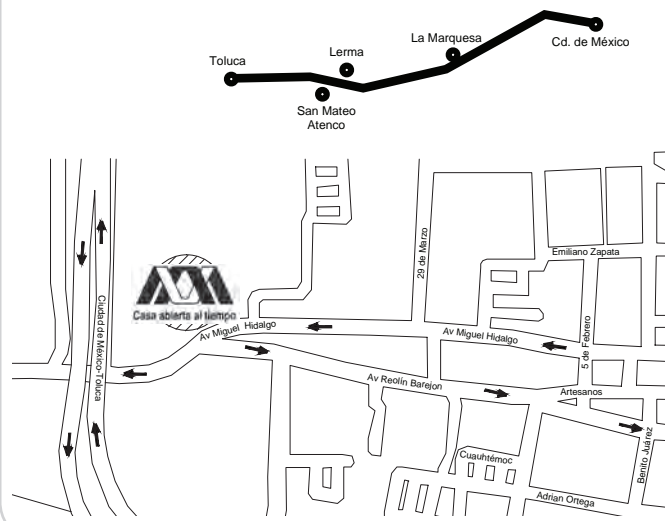 La Marquesa
Cd. de México
Lerma
Toluca
San Mateo
Atenco
29 de Marzo
Emiliano Zapata
Casa abierta al tiempo
Ciudad de México-Toluca
Av Miguel Hidalgo
Av Miguel Hidalgo
5 de Febrero
Av Reolín Barejon
Artesanos
Cuauhtémoc
Benito Juárez
Adrian Ortega